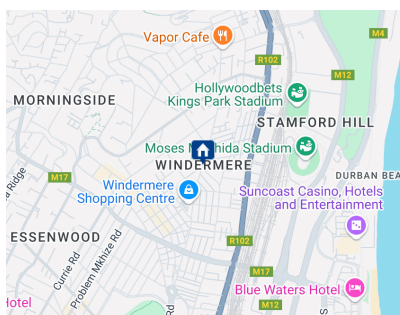 Vapor Cafe
M4
R102
M12
Hollywoodbets
Kings Park Stadium
MORNINGSIDE
STAMFORD HILL
Moses M hida Stadium
WINDERMERE
M17
Ridge
Windermere
Shopping Centre
DURBAN BEA
Suncoast Casino, Hotels
and Entertainment
ESSENWOOD
Currie Rd
Problem Mkhize Rd
R102
M17
Blue Waters Hotel
Hotel
M12
Rd